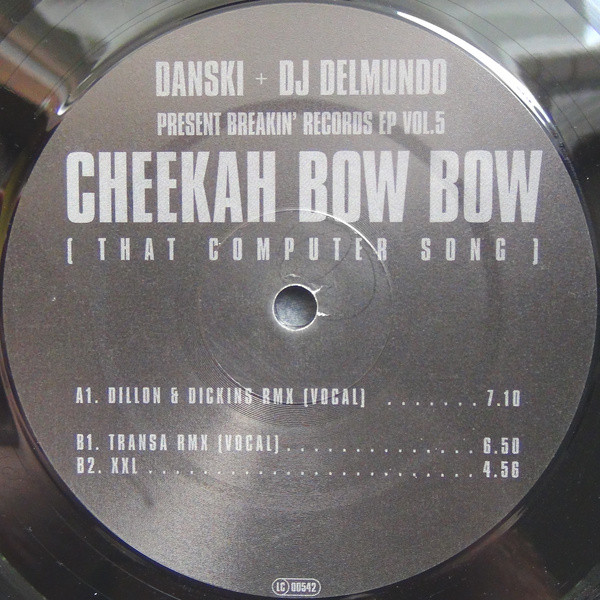 DANSKI + DJ DELMUNDO
PRESENT BREAKIN' RECORDS EP VOL.5
CHEEKAH BOW BOW
( THAT COMPUTER SONG )
A1. DILLON & DICKINS RMX (VOCAL) ........ 7.10
B1. TRANSA RMX (VOCAL) ............... 6.50
B2. XXL ......................... 4.56
LC 00542